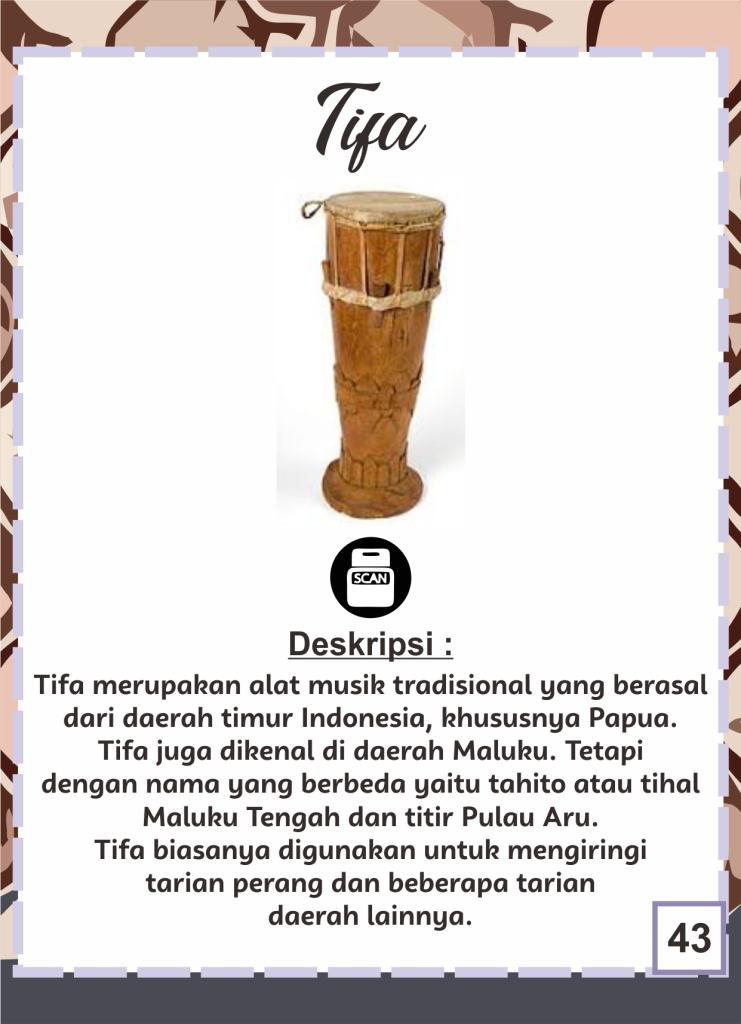 Tifa
SCAN
Deskripsi :
Tifa merupakan alat musik tradisional yang berasal
dari daerah timur Indonesia, khususnya Papua.
Tifa juga dikenal di daerah Maluku. Tetapi
dengan nama yang berbeda yaitu tahito atau tihal
Maluku Tengah dan titir Pulau Aru.
Tifa biasanya digunakan untuk mengiringi
tarian perang dan beberapa tarian
daerah lainnya.
43